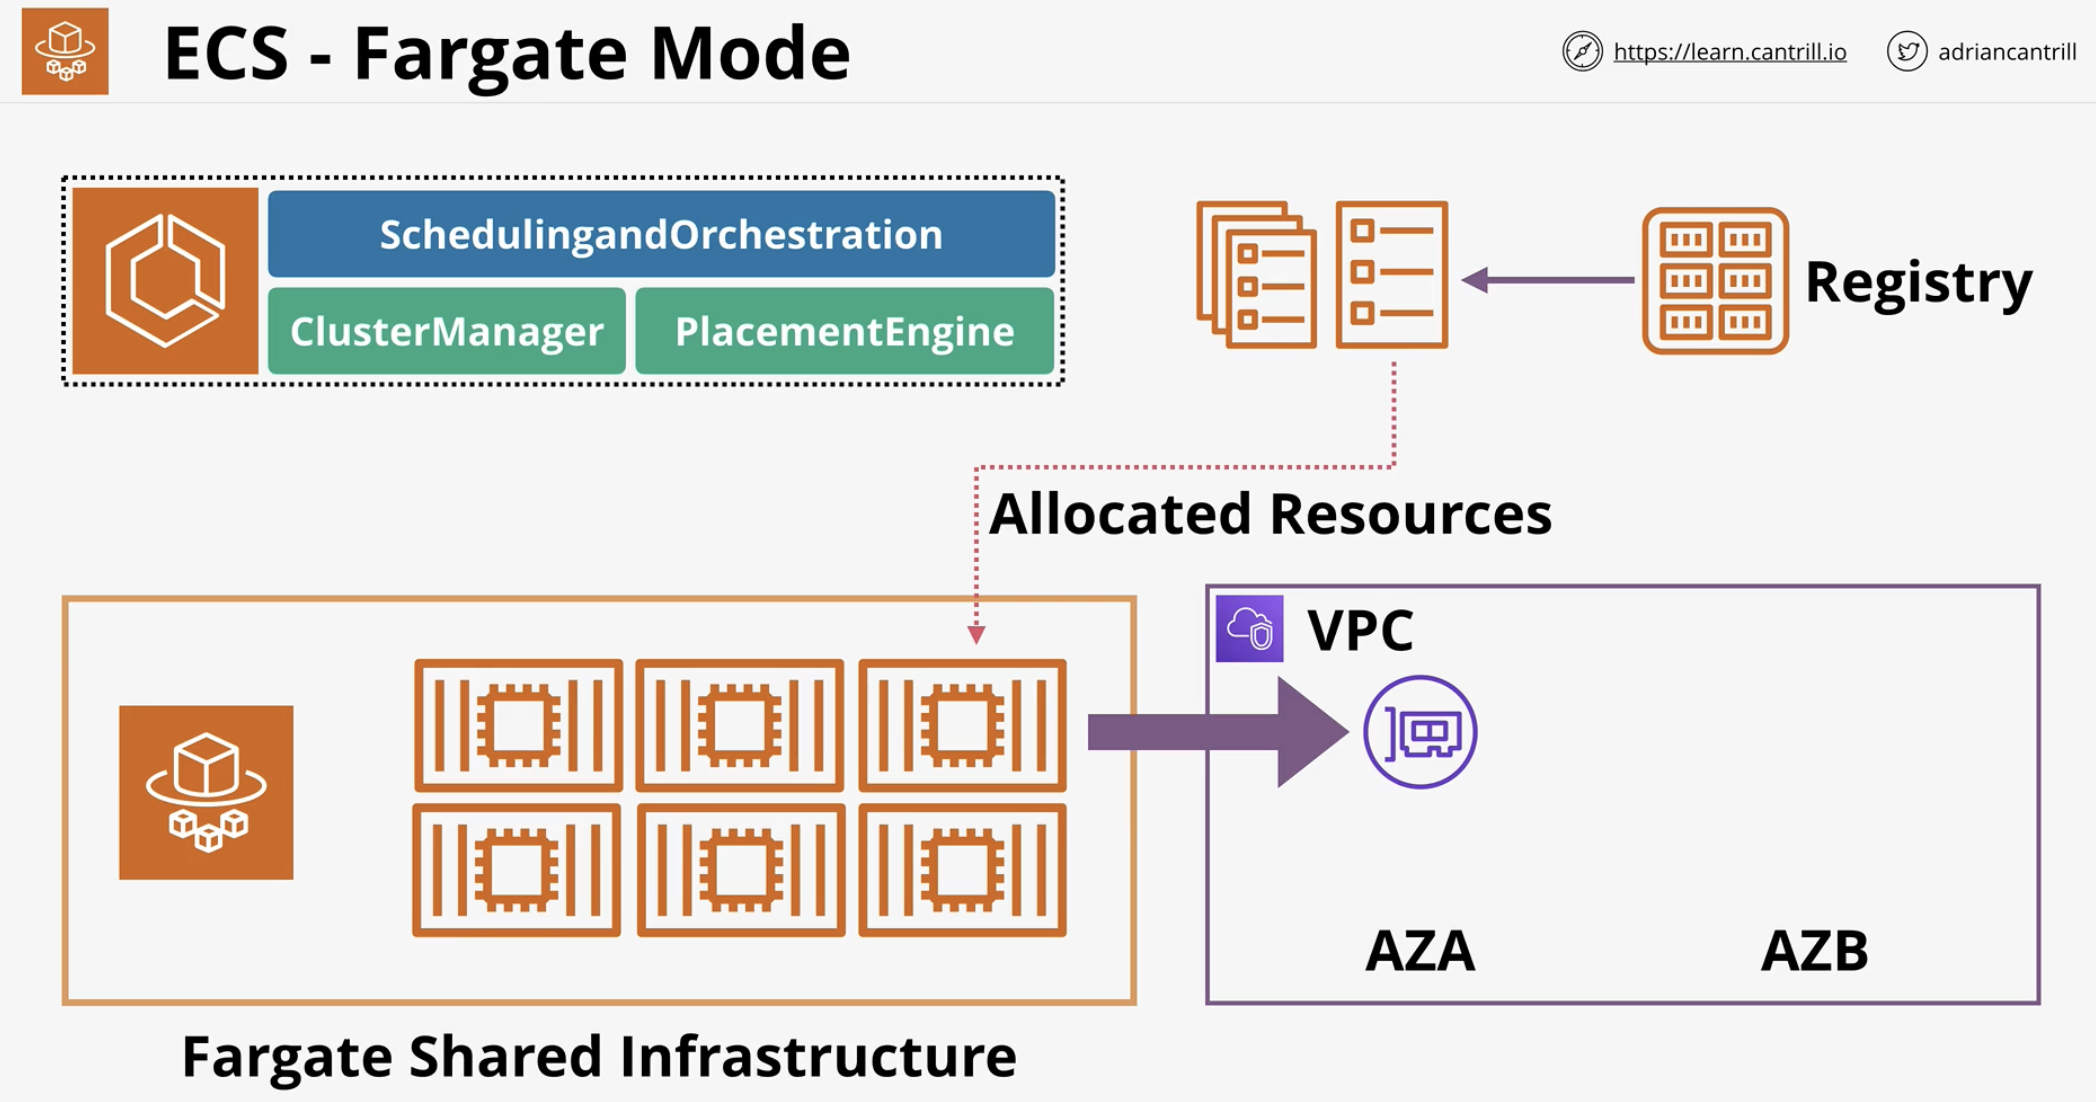 ECS - Fargate Mode
https://learn.cantrill.io
adriancantrill
SchedulingandOrchestration
ClusterManager
PlacementEngine
Registry
Allocated Resources
VPC
AZA
AZB
Fargate Shared Infrastructure